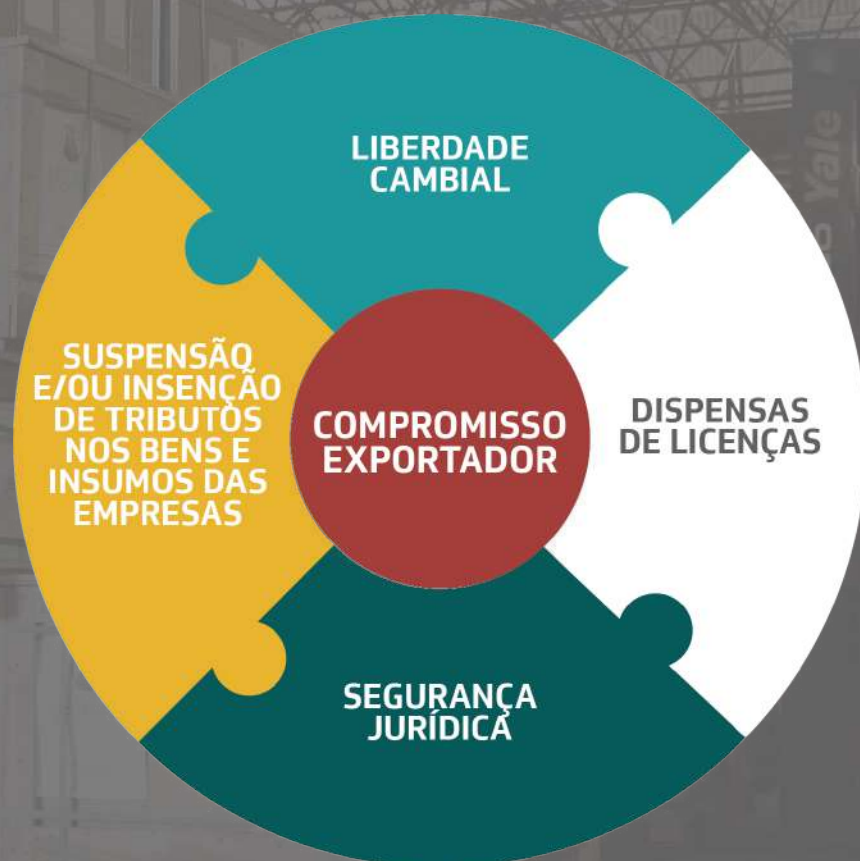 LIBERDADE
CAMBIAL
Yale
SUSPENSÃO
E/OU INSENÇÃO
DE TRIBUTOS
NOS BENS E
INSUMOS DAS
EMPRESAS
COMPROMISSO
EXPORTADOR
DISPENSAS
DE LICENÇAS
SEGURANÇA
JURÍDICA